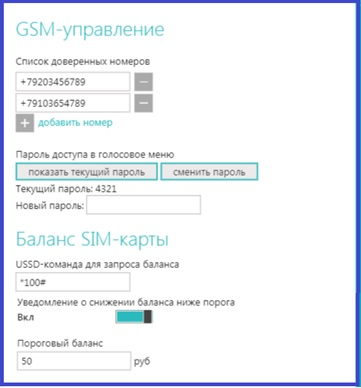 GSM-управление
Список доверенных номеров
+79203456789
+79103654789
добавить номер
Пароль доступа в голосовое меню
показать текущий пароль сменить пароль
Текущий пароль: 4321
Новый пароль:
Баланс SIM-карты
USSD-команда для запроса баланса
*100#
Уведомление о снижении баланса ниже порога
Вкл
Пороговый баланс
50 руб